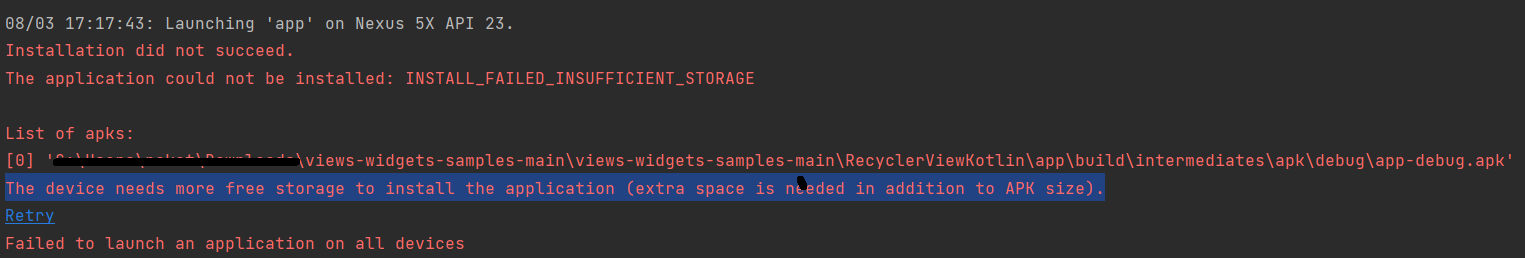 08/03 17:17:43: Launching 'app' on Nexus 5X API 23.
Installation did not succeed.
The application could not be installed: INSTALL_FAILED_INSUFFICIENT_STORAGE
List of apks:
[0] '\views-widgets-samples-main\views-widgets-samples-main\RecyclerViewKotlin\app\build\intermediates\apk\debug\app-debug.apk'
The device needs more free storage to install the application (extra space is needed in addition to APK size).
Retry
Failed to launch an application on all devices